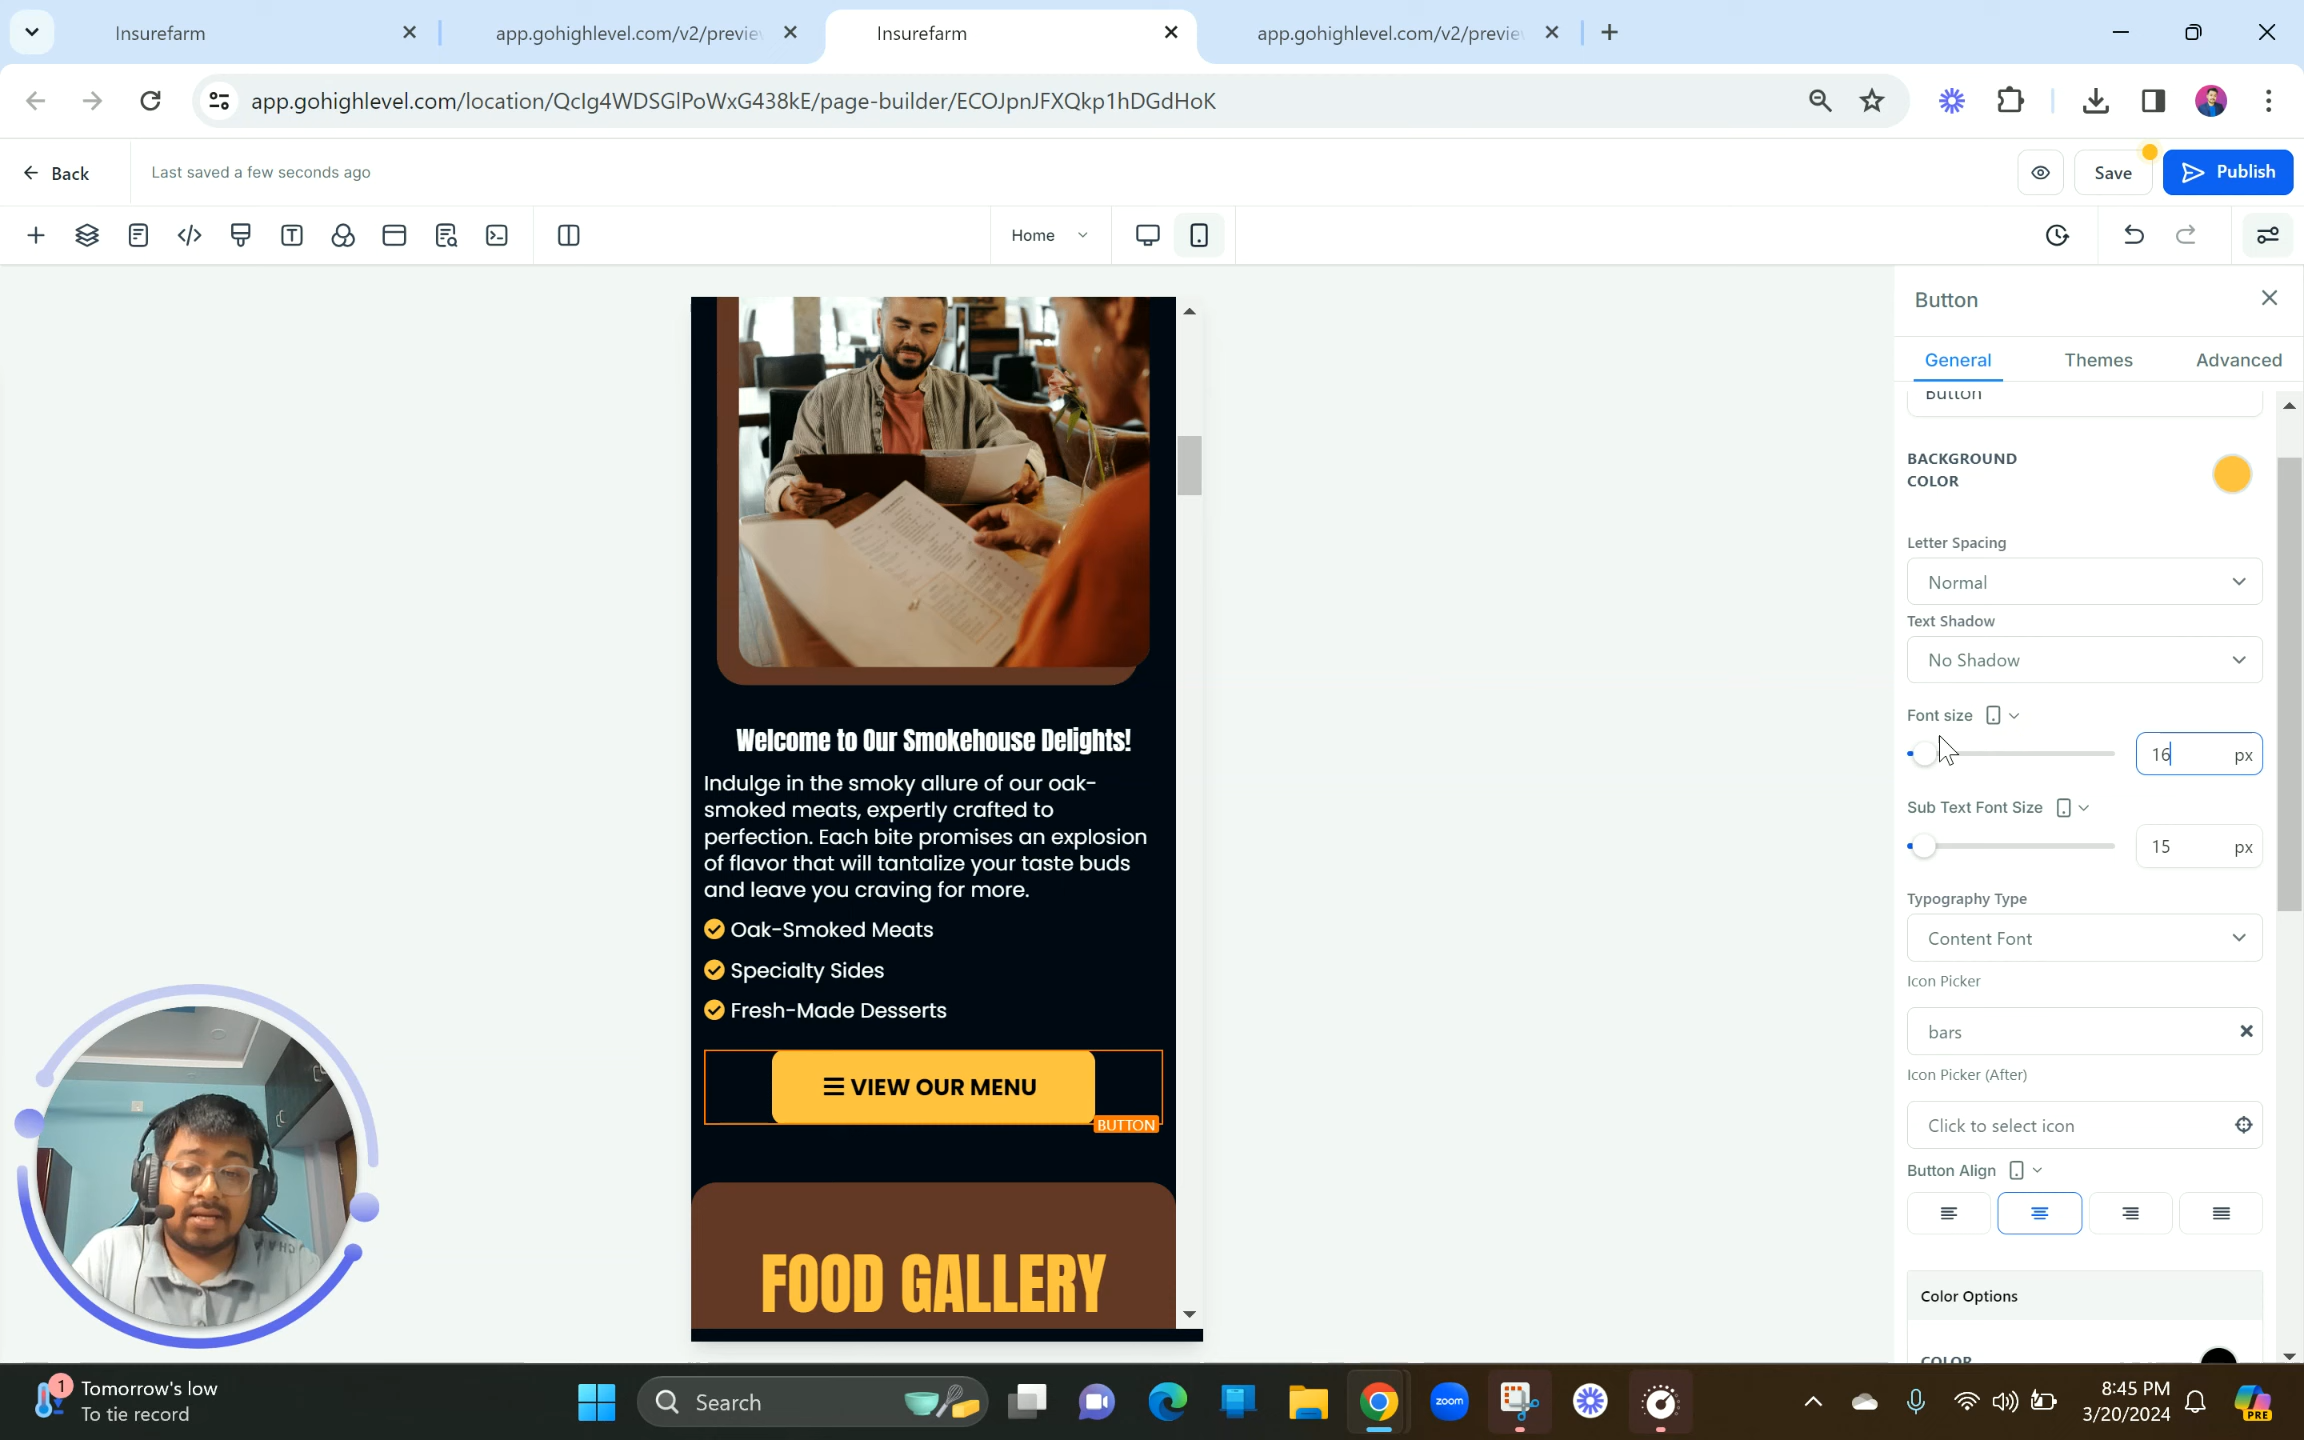 Insurefarm
app.gohighlevel.com/v2/previe
Insurefarm
app.gohighlevel.com/v2/previe
app.gohighlevel.com/location/QcIg4WDSGlPoWxG438kE/page-builder/ECOJpnJFXQkp1hDGdHoK
Back
Last saved a few seconds ago
Save
Publish
Home
Button
General
Themes
Advanced
Button
BACKGROUND
COLOR
Letter Spacing
Normal
Text Shadow
No Shadow
Font size
16
px
Sub Text Font Size
15
px
Typography Type
Content Font
Icon Picker
bars
Icon Picker (After)
Click to select icon
Button Align
Color Options
COLOR
Welcome to Our Smokehouse Delights!
Indulge in the smoky allure of our oak-
smoked meats, expertly crafted to
perfection. Each bite promises an explosion
of flavor that will tantalize your taste buds
and leave you craving for more.
Oak-Smoked Meats
Specialty Sides
Fresh-Made Desserts
VIEW OUR MENU
BUTTON
FOOD GALLERY
1
Tomorrow's low
To tie record
Search
zoom
8:45 PM
3/20/2024
PRE